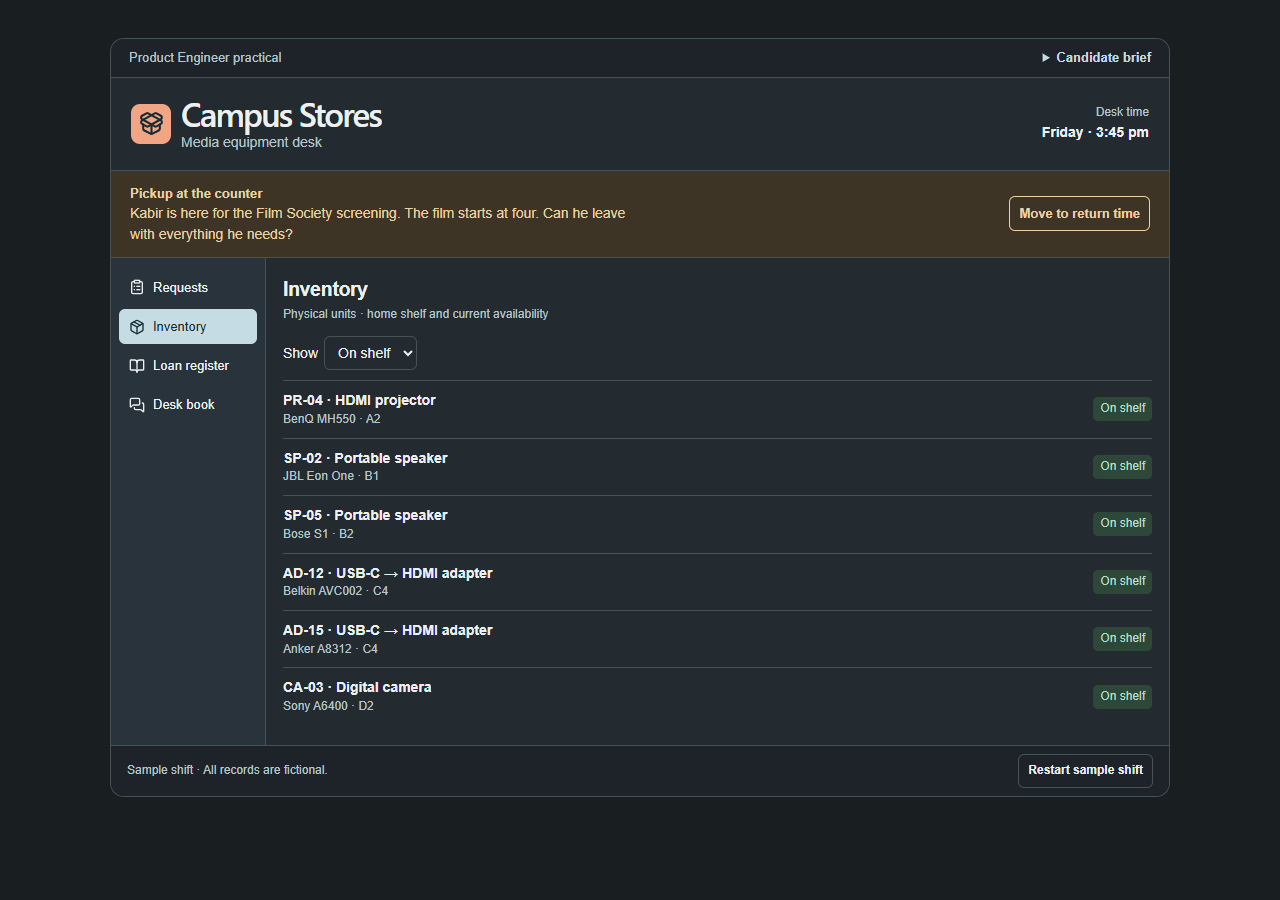 Product Engineer practical
Candidate brief
Campus Stores
Media equipment desk
Desk time
Friday · 3:45 pm
Pickup at the counter
Kabir is here for the Film Society screening. The film starts at four. Can he leave
with everything he needs?
Move to return time
Requests
Inventory
Loan register
Desk book
Inventory
Physical units · home shelf and current availability
Show
On shelf
PR-04 · HDMI projector
BenQ MH550 · A2
On shelf
SP-02 · Portable speaker
JBL Eon One · B1
On shelf
SP-05 · Portable speaker
Bose S1 · B2
On shelf
AD-12 · USB-C → HDMI adapter
Belkin AVC002 · C4
On shelf
AD-15 · USB-C → HDMI adapter
Anker A8312 · C4
On shelf
CA-03 · Digital camera
Sony A6400 · D2
On shelf
Sample shift · All records are fictional.
Restart sample shift